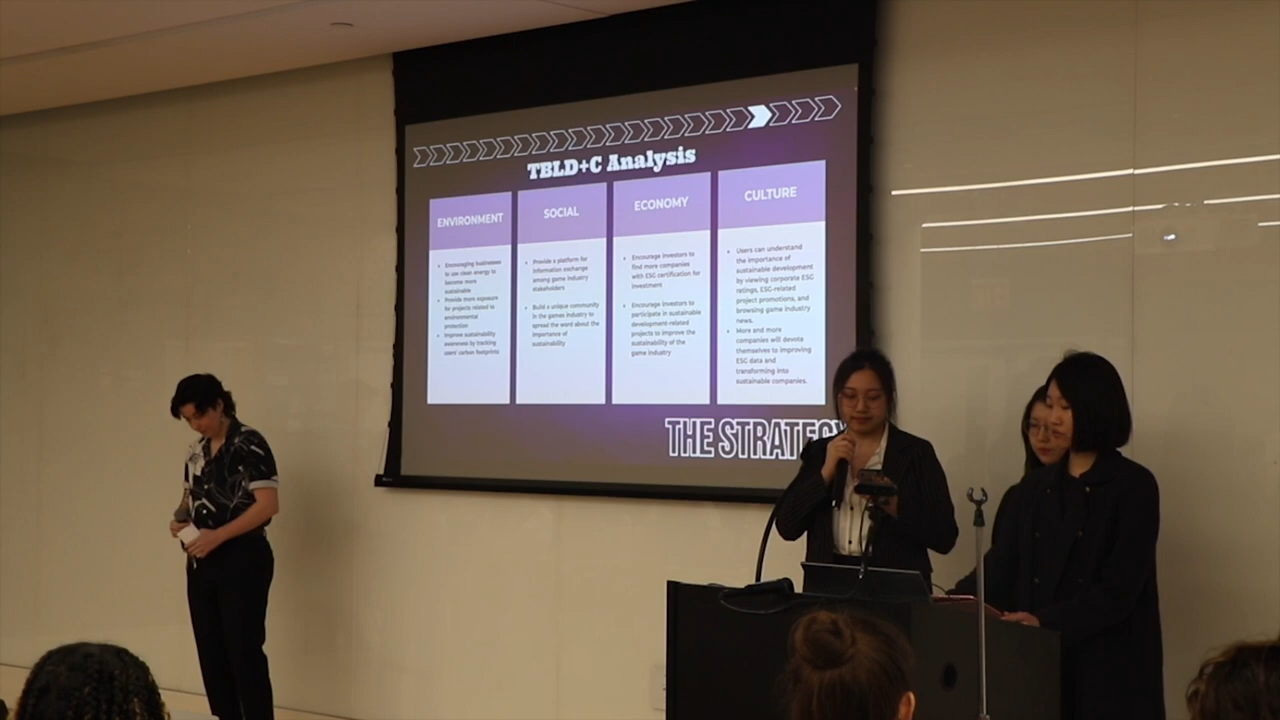 TBLD+C Analysis
ENVIRONMENT
Encouraging businesses
to use clean energy to
become more
sustainable
Provide more exposure
for projects related to
environmental
protection
Improve sustainability
awareness by tracking
users' carbon footprints
SOCIAL
Provide a platform for
information exchange
among game industry
stakeholders
Build a unique community
in the games industry to
spread the word about the
importance of
sustainability
ECONOMY
Encourage investors to
find more companies
with ESG certification for
investment
Encourage investors to
participate in sustainable
development-related
projects to improve the
sustainability of the
game industry
CULTURE
Users can understand
the importance of
sustainable development
by viewing corporate ESG
ratings, ESG-related
project promotions, and
browsing game industry
news.
More and more
companies will devote
themselves to improving
ESG data and
transforming into
sustainable companies.
THE STRATEGY